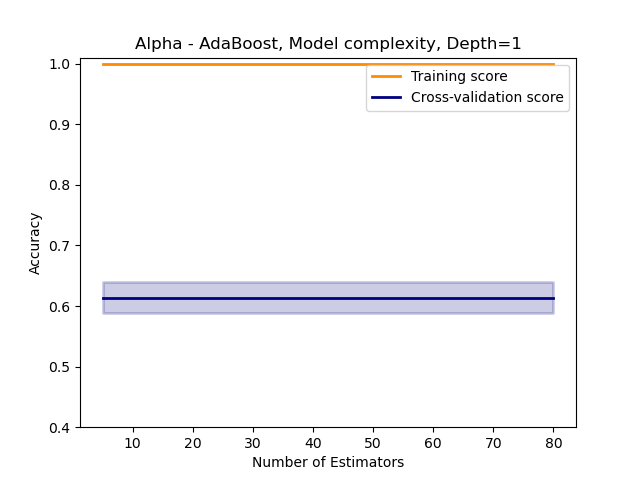 Alpha - AdaBoost, Model complexity, Depth=1
1.0
Training score
Cross-validation score
0.9
0.8
0.7
Accuracy
0.6
0.5
0.4
10 20 30 40 50 60 70 80
Number of Estimators